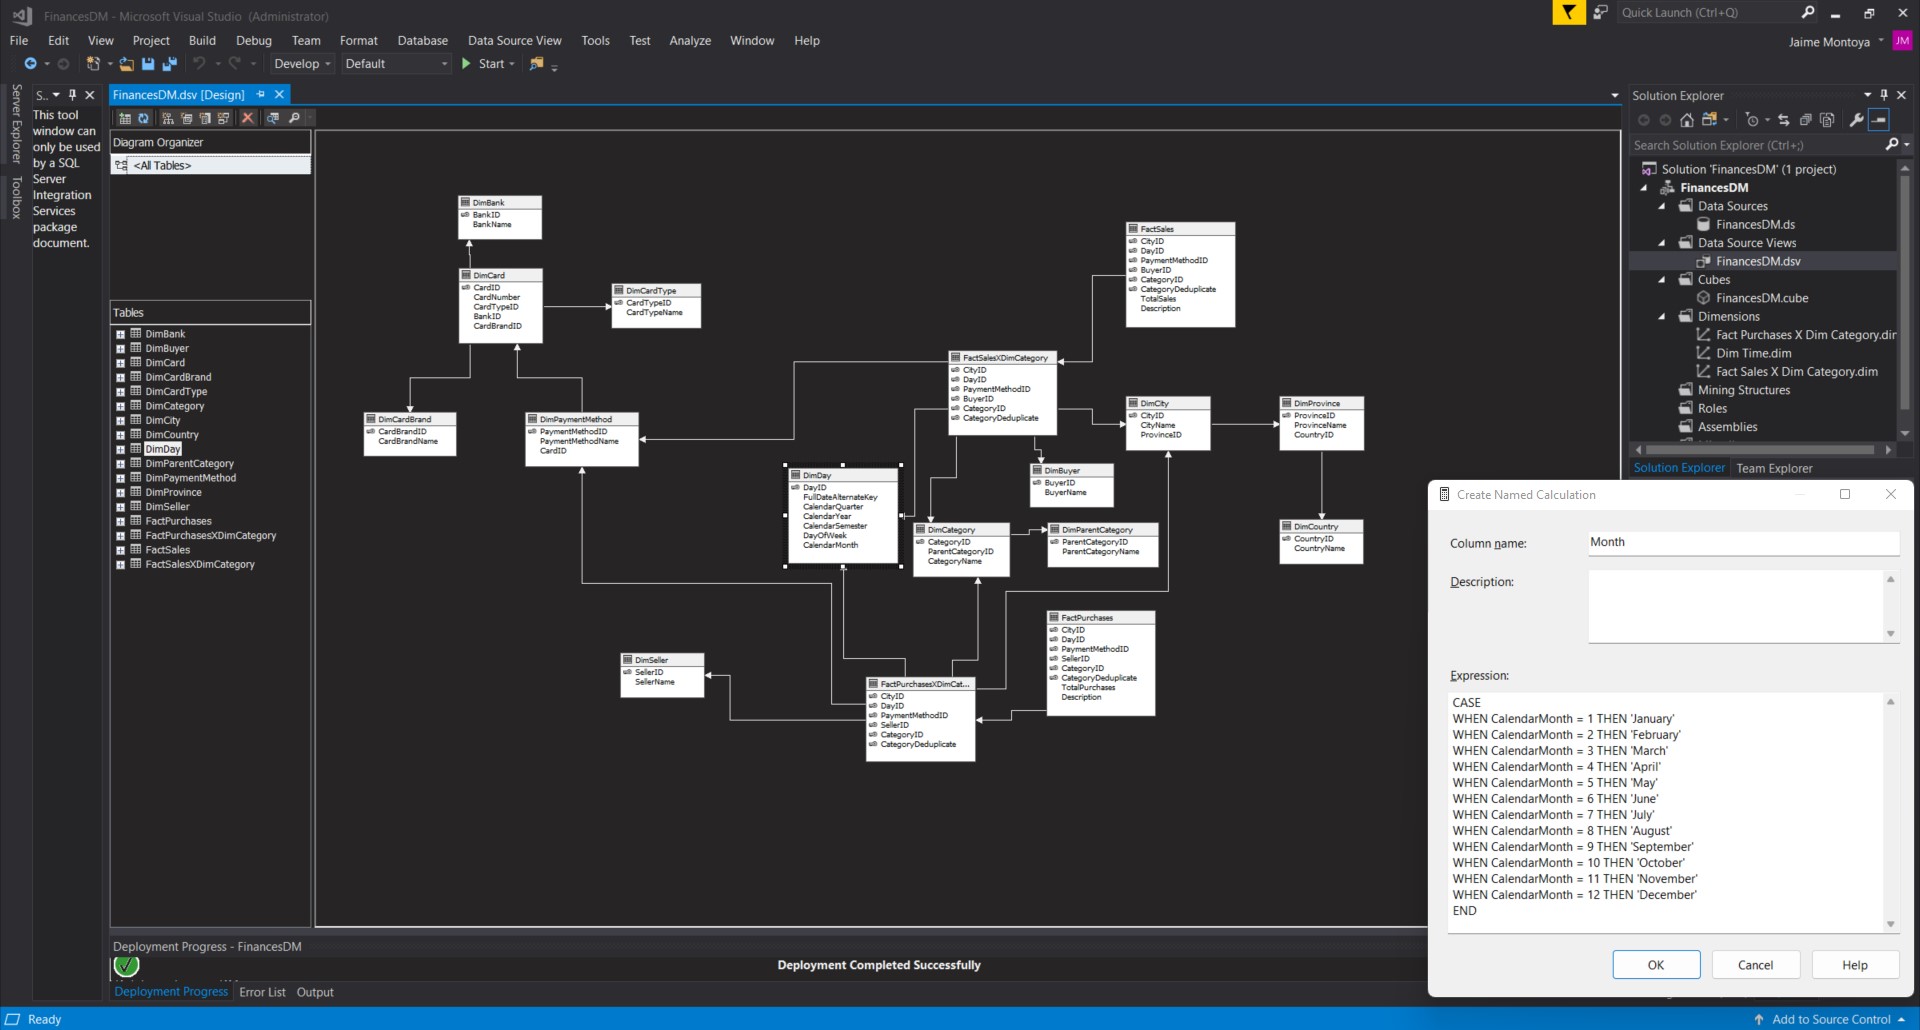 FinancesDM - Microsoft Visual Studio (Administrator)
Quick Launch (Ctrl+Q)
File Edit View Project Build Debug Team Format Database Data Source View Tools Test Analyze Window Help
Jaime Montoya JM
Develop Default Start
Server Explorer
Toolbox
S..
This tool
window can
only be used
by a SQL
Server
Integration
Services
package
document.
FinancesDM.dsv [Design]
Diagram Organizer
<All Tables>
Tables
DimBank
DimBuyer
DimCard
DimCardBrand
DimCardType
DimCategory
DimCity
DimCountry
DimDay
DimParentCategory
DimPaymentMethod
DimProvince
DimSeller
FactPurchases
FactPurchasesXDimCategory
FactSales
FactSalesXDimCategory
DimBank
BankID
BankName
DimCard
CardID
CardNumber
CardTypeID
BankID
CardBrandID
DimCardType
CardTypeID
CardTypeName
DimCardBrand
CardBrandID
CardBrandName
DimPaymentMethod
PaymentMethodID
PaymentMethodName
CardID
FactSales
CityID
DayID
PaymentMethodID
BuyerID
CategoryID
CategoryDeduplicate
TotalSales
Description
FactSalesXDimCategory
CityID
DayID
PaymentMethodID
BuyerID
CategoryID
CategoryDeduplicate
DimCity
CityID
CityName
ProvinceID
DimProvince
ProvinceID
ProvinceName
CountryID
DimDay
DayID
FullDateAlternateKey
CalendarQuarter
CalendarYear
CalendarSemester
DayOfWeek
CalendarMonth
DimBuyer
BuyerID
BuyerName
DimCategory
CategoryID
ParentCategoryID
CategoryName
DimParentCategory
ParentCategoryID
ParentCategoryName
DimCountry
CountryID
CountryName
DimSeller
SellerID
SellerName
FactPurchases
CityID
DayID
PaymentMethodID
SellerID
CategoryID
CategoryDeduplicate
TotalPurchases
Description
FactPurchasesXDimCat...
CityID
DayID
PaymentMethodID
SellerID
CategoryID
CategoryDeduplicate
Solution Explorer
Search Solution Explorer (Ctrl+;)
Solution 'FinancesDM' (1 project)
FinancesDM
Data Sources
FinancesDM.ds
Data Source Views
FinancesDM.dsv
Cubes
FinancesDM.cube
Dimensions
Fact Purchases X Dim Category.dir
Dim Time.dim
Fact Sales X Dim Category.dim
Mining Structures
Roles
Assemblies
Solution Explorer Team Explorer
Create Named Calculation
Column name: Month
Description:
Expression:
CASE
WHEN CalendarMonth = 1 THEN 'January'
WHEN CalendarMonth = 2 THEN 'February'
WHEN CalendarMonth = 3 THEN 'March'
WHEN CalendarMonth = 4 THEN 'April'
WHEN CalendarMonth = 5 THEN 'May'
WHEN CalendarMonth = 6 THEN 'June'
WHEN CalendarMonth = 7 THEN 'July'
WHEN CalendarMonth = 8 THEN 'August'
WHEN CalendarMonth = 9 THEN 'September'
WHEN CalendarMonth = 10 THEN 'October'
WHEN CalendarMonth = 11 THEN 'November'
WHEN CalendarMonth = 12 THEN 'December'
END
OK Cancel Help
Deployment Progress - FinancesDM
Deployment Completed Successfully
Deployment Progress Error List Output
Ready
Add to Source Control